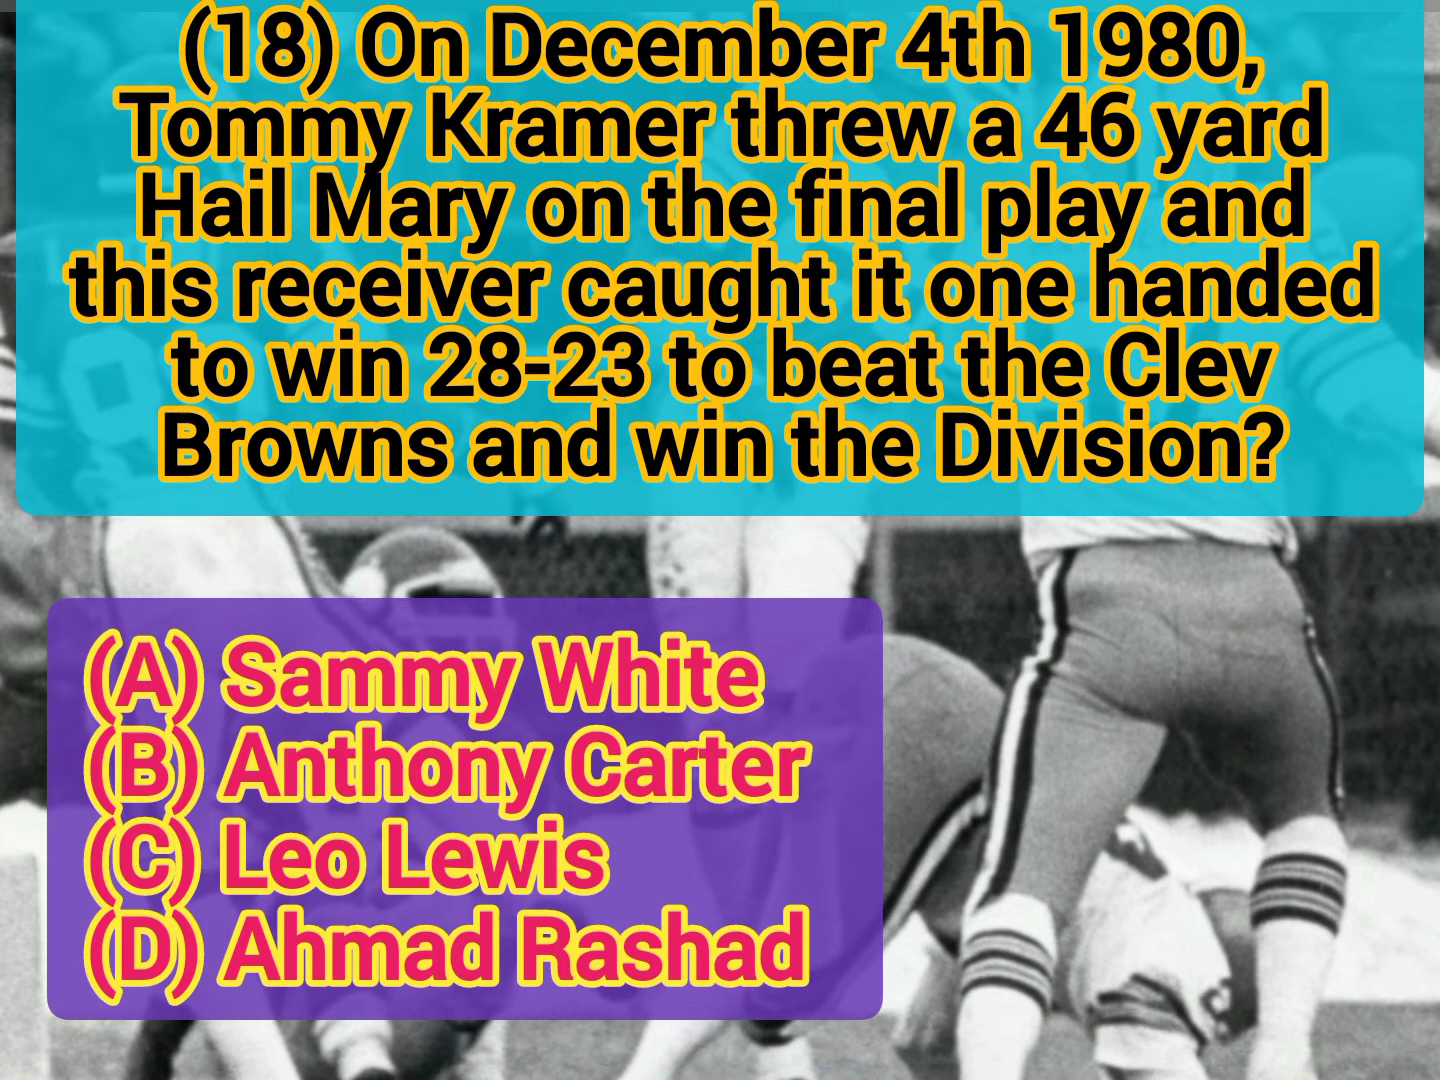 (18) On December 4th 1980,
Tommy Kramer threw a 46 yard
Hail Mary on the final play and
this receiver caught it one handed
to win 28-23 to beat the Clev
Browns and win the Division?
(A) Sammy White
(B) Anthony Carter
(C) Leo Lewis
(D) Ahmad Rashad